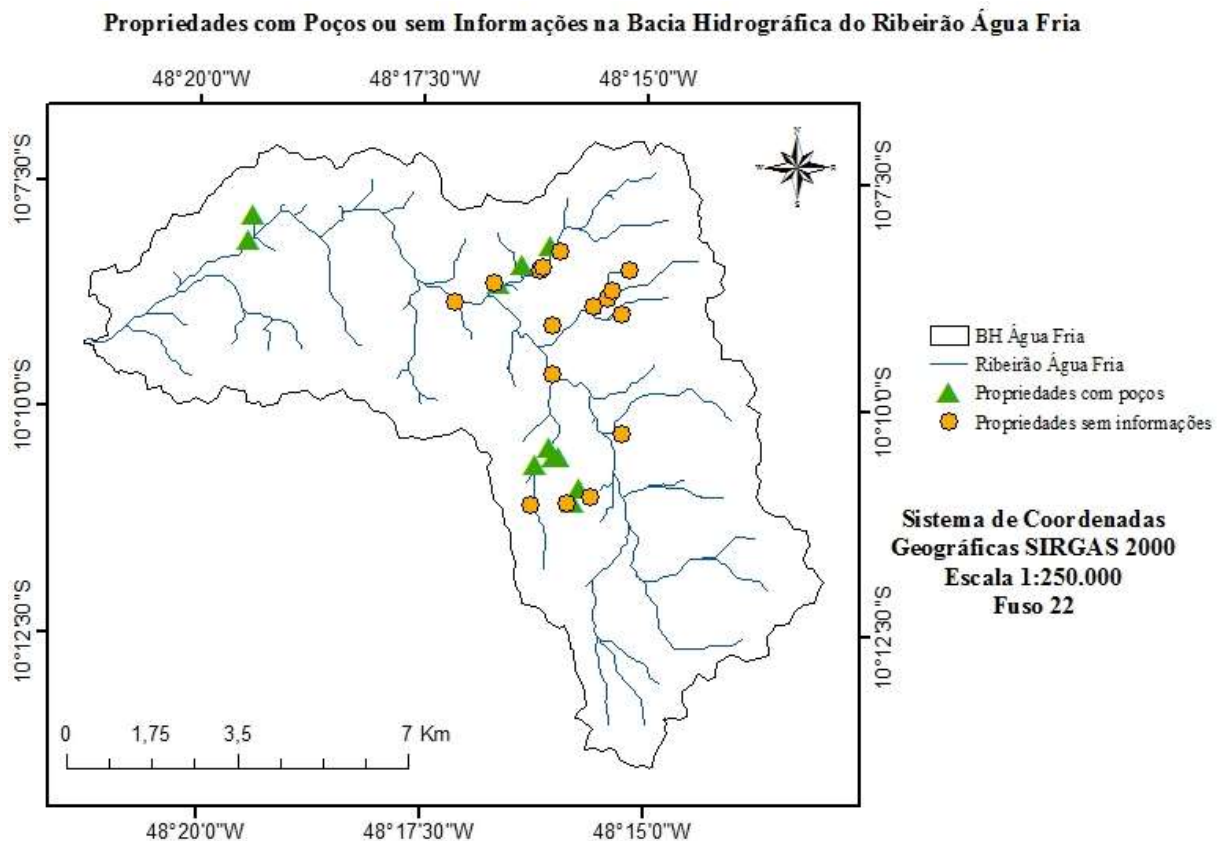 Propriedades com Poços ou sem Informações na Bacia Hidrográfica do Ribeirão Água Fria
48°20'0"W 48°17'30"W 48°15'0"W
10°7'30"S 10°7'30"S
N
W E
S
BH Água Fria
Ribeirão Água Fria
Propriedades com poços
Propriedades sem informações
10°10'0"S 10°10'0"S
Sistema de Coordenadas
Geográficas SIRGAS 2000
Escala 1:250.000
Fuso 22
10°12'30"S 10°12'30"S
0 1,75 3,5 7 Km
48°20'0"W 48°17'30"W 48°15'0"W